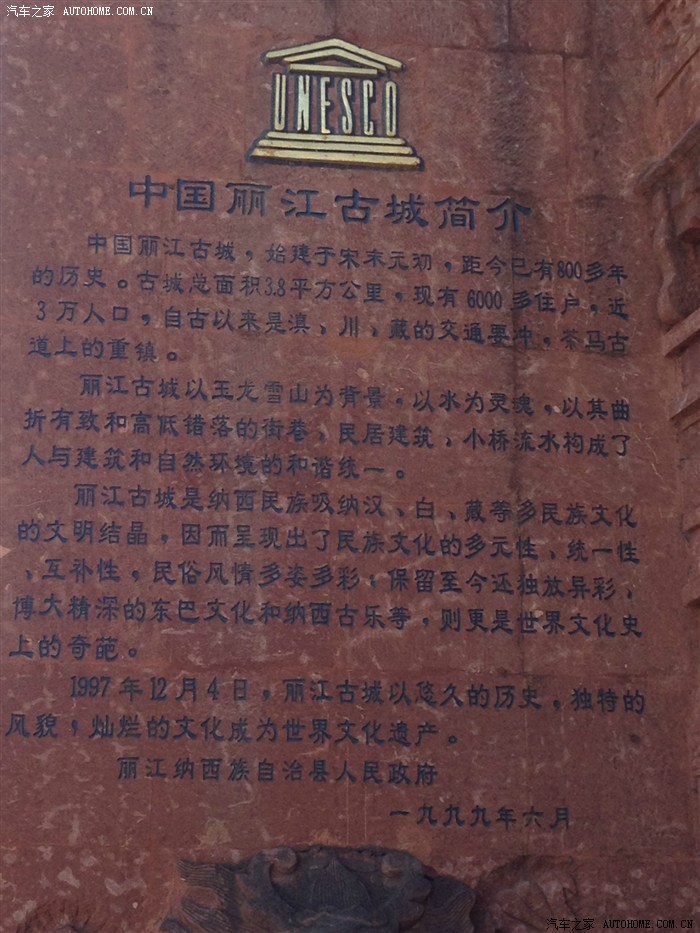 汽车之家 AUTOHOME.COM.CN
UNESCO
中国丽江古城简介
中国丽江古城，始建于宋末元初，距今已有800多年
的历史。古城总面积3.8平方公里，现有6000多住户。近
3万人口，自古以来是滇、川、藏的交通要冲，茶马古
道上的重镇。
丽江古城以玉龙雪山为背景，以水为灵魂，以其曲
折有致和高低错落的街巷、民居建筑、小桥流水构成了
人与建筑和自然环境的和谐统一。
丽江古城是纳西民族吸纳汉、白、藏等多民族文化
的文明结晶，因而呈现出了民族文化的多元性、统一性
、互补性，民俗风情多姿多彩，保留至今还独放异彩，
博大精深的东巴文化和纳西古乐等，则更是世界文化史
上的奇葩。
1997年12月4日，丽江古城以悠久的历史，独特的
风貌，灿烂的文化成为世界文化遗产。
丽江纳西族自治县人民政府
一九九九年六月
汽车之家 AUTOHOME.COM.CN